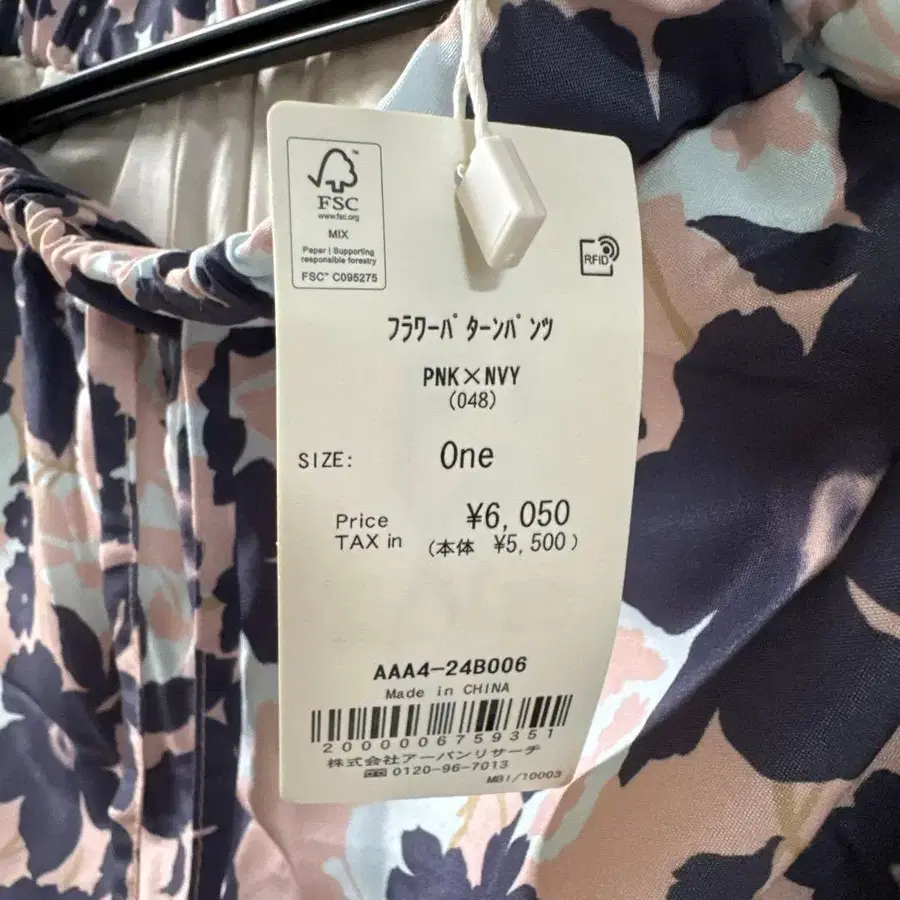 FSC
www.fsc.org
MIX
Paper | Supporting
responsible forestry
FSC™ C095275
RFID
ﾌﾗﾜｰﾊﾟﾀｰﾝﾊﾟﾝﾂ
PNK×NVY
(048)
SIZE: One
Price ¥6,050
TAX in (本体 ¥5,500)
AAA4-24B006
Made in CHINA
2000006759351
株式会社アーバンリサーチ
0120-96-7013
MBI/10003